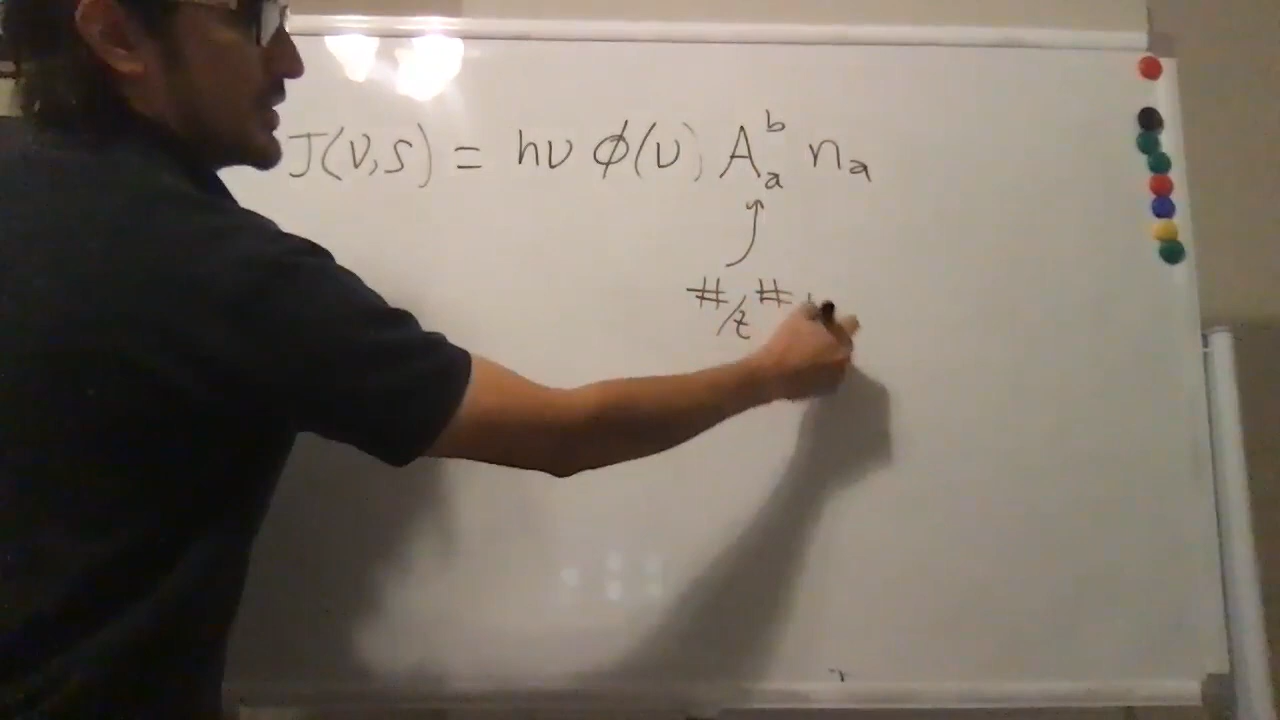 J(ν,s) = hν ϕ(ν) A_a^b n_a
#/t #